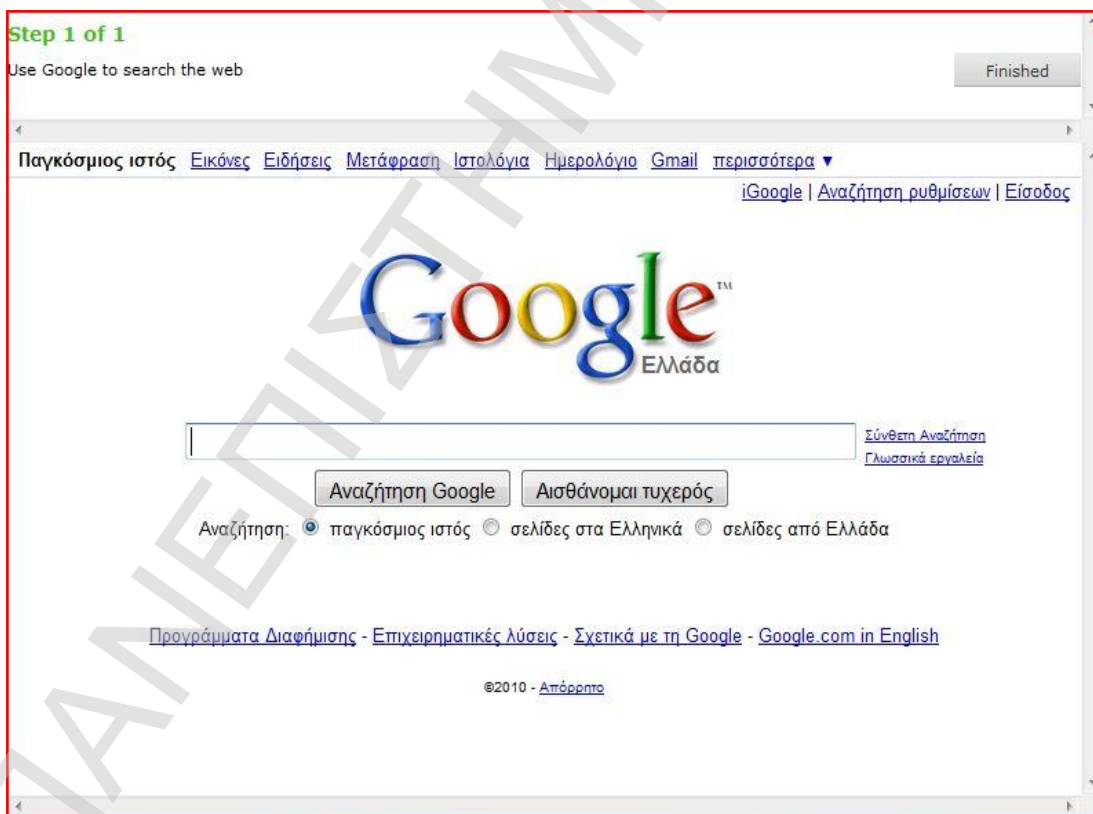 Step 1 of 1
Use Google to search the web
Finished
Παγκόσμιος ιστός Εικόνες Ειδήσεις Μετάφραση Ιστολόγια Ημερολόγιο Gmail περισσότερα ▼
iGoogle | Αναζήτηση ρυθμίσεων | Είσοδος
Google™
Ελλάδα
Σύνθετη Αναζήτηση
Γλωσσικά εργαλεία
Αναζήτηση Google Αισθάνομαι τυχερός
Αναζήτηση: παγκόσμιος ιστός σελίδες στα Ελληνικά σελίδες από Ελλάδα
Προγράμματα Διαφήμισης - Επιχειρηματικές λύσεις - Σχετικά με τη Google - Google.com in English
©2010 - Απόρρητο
ΠΑΝΕΠΙΣΤΗΜ